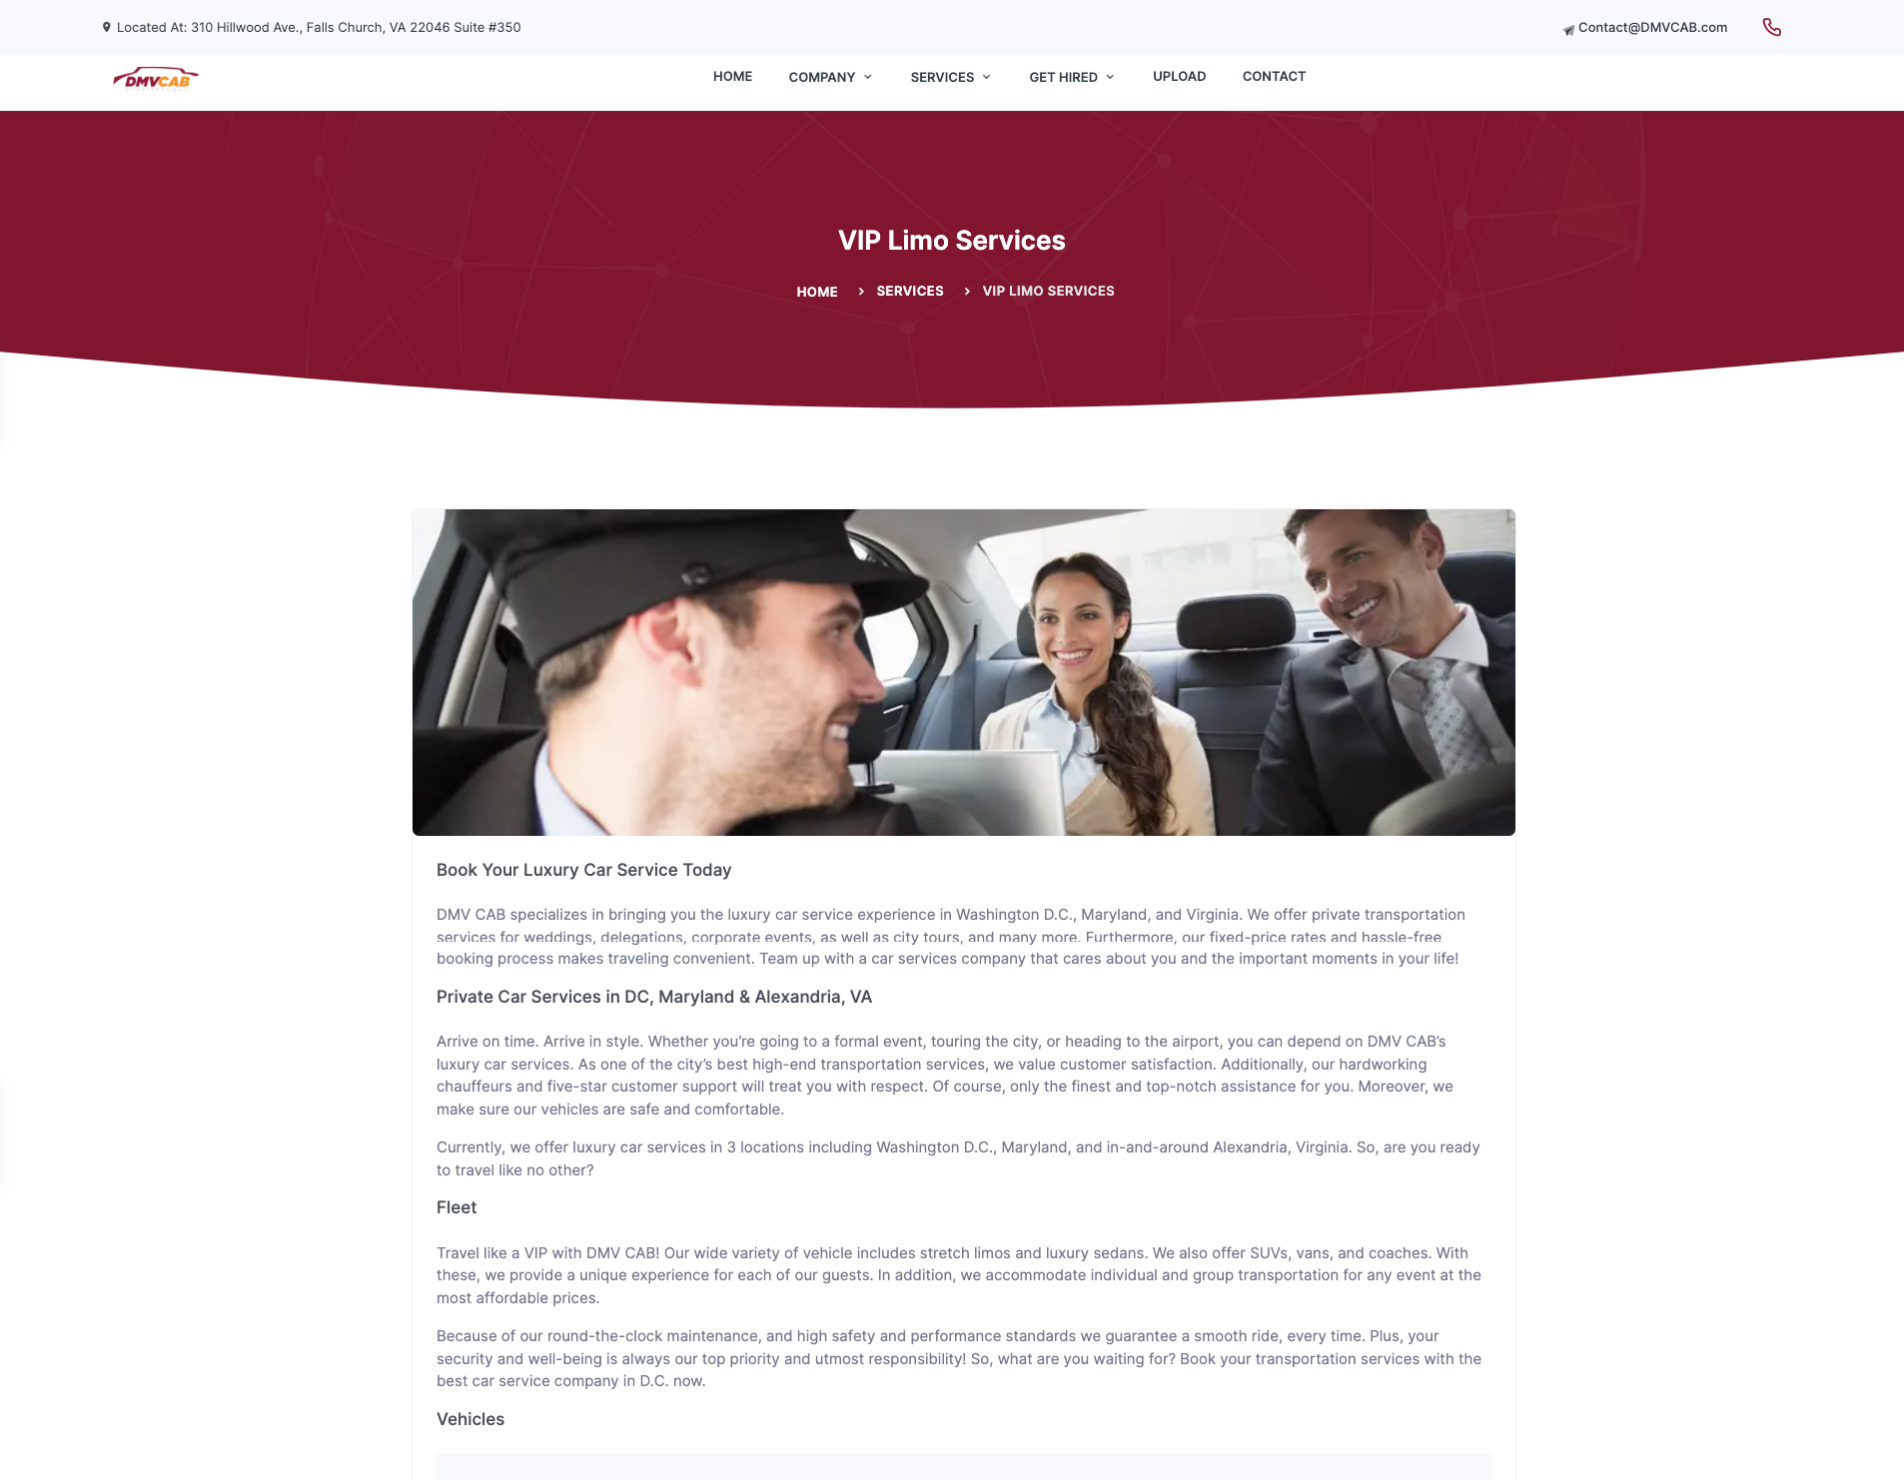 Located At: 310 Hillwood Ave., Falls Church, VA 22046 Suite #350
Contact@DMVCAB.com
DMVCAB
HOME
COMPANY
SERVICES
GET HIRED
UPLOAD
CONTACT
VIP Limo Services
HOME > SERVICES > VIP LIMO SERVICES
Book Your Luxury Car Service Today
DMV CAB specializes in bringing you the luxury car service experience in Washington D.C., Maryland, and Virginia. We offer private transportation
services for weddings, delegations, corporate events, as well as city tours, and many more. Furthermore, our fixed-price rates and hassle-free
booking process makes traveling convenient. Team up with a car services company that cares about you and the important moments in your life!
Private Car Services in DC, Maryland & Alexandria, VA
Arrive on time. Arrive in style. Whether you’re going to a formal event, touring the city, or heading to the airport, you can depend on DMV CAB’s
luxury car services. As one of the city’s best high-end transportation services, we value customer satisfaction. Additionally, our hardworking
chauffeurs and five-star customer support will treat you with respect. Of course, only the finest and top-notch assistance for you. Moreover, we
make sure our vehicles are safe and comfortable.
Currently, we offer luxury car services in 3 locations including Washington D.C., Maryland, and in-and-around Alexandria, Virginia. So, are you ready
to travel like no other?
Fleet
Travel like a VIP with DMV CAB! Our wide variety of vehicle includes stretch limos and luxury sedans. We also offer SUVs, vans, and coaches. With
these, we provide a unique experience for each of our guests. In addition, we accommodate individual and group transportation for any event at the
most affordable prices.
Because of our round-the-clock maintenance, and high safety and performance standards we guarantee a smooth ride, every time. Plus, your
security and well-being is always our top priority and utmost responsibility! So, what are you waiting for? Book your transportation services with the
best car service company in D.C. now.
Vehicles